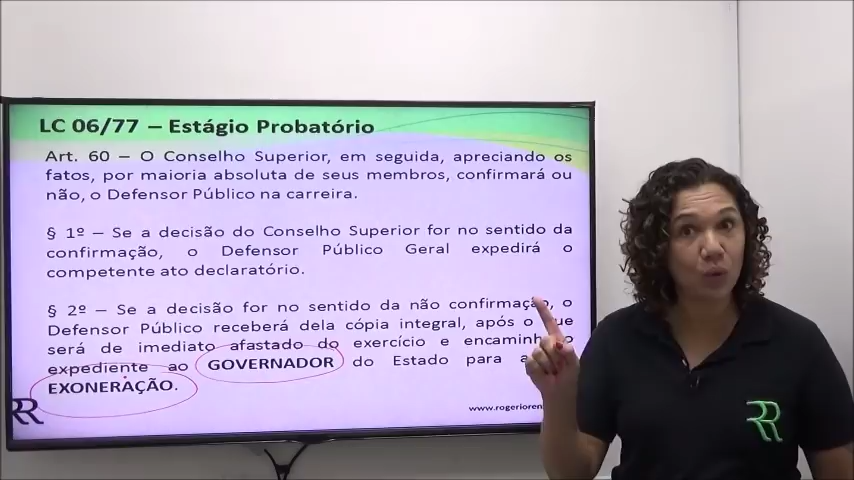 LC 06/77 – Estágio Probatório
Art. 60 – O Conselho Superior, em seguida, apreciando os
fatos, por maioria absoluta de seus membros, confirmará ou
não, o Defensor Público na carreira.
§ 1º – Se a decisão do Conselho Superior for no sentido da
confirmação, o Defensor Público Geral expedirá o
competente ato declaratório.
§ 2º – Se a decisão for no sentido da não confirmação, o
Defensor Público receberá dela cópia integral, após o que
será de imediato afastado do exercício e encaminh
expediente ao GOVERNADOR do Estado para a
EXONERAÇÃO.
www.rogerioren
R
RR